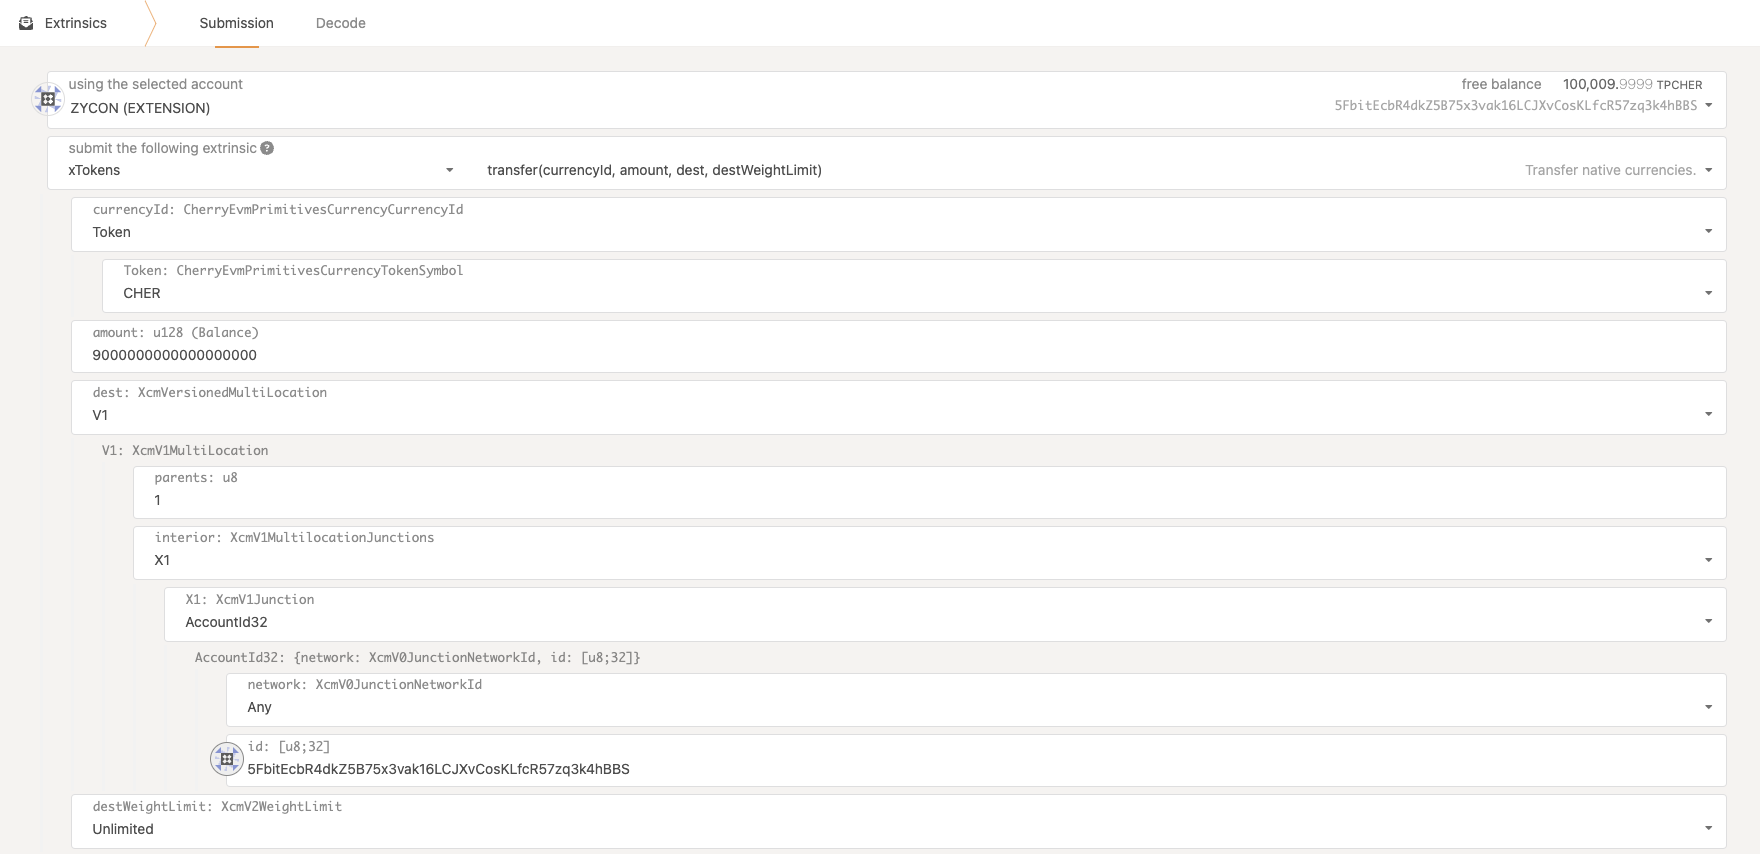 Extrinsics
Submission
Decode
using the selected account
free balance 100,009.9999 TPCHER
ZYCON (EXTENSION)
5FbitEcbR4dkZ5B75x3vak16LCJXvCosKLfcR57zq3k4hBBS
submit the following extrinsic ?
xTokens
transfer(currencyId, amount, dest, destWeightLimit)
Transfer native currencies.
currencyId: CherryEvmPrimitivesCurrencyCurrencyId
Token
Token: CherryEvmPrimitivesCurrencyTokenSymbol
CHER
amount: u128 (Balance)
9000000000000000000
dest: XcmVersionedMultiLocation
V1
V1: XcmV1MultiLocation
parents: u8
1
interior: XcmV1MultilocationJunctions
X1
X1: XcmV1Junction
AccountId32
AccountId32: {network: XcmV0JunctionNetworkId, id: [u8;32]}
network: XcmV0JunctionNetworkId
Any
id: [u8;32]
5FbitEcbR4dkZ5B75x3vak16LCJXvCosKLfcR57zq3k4hBBS
destWeightLimit: XcmV2WeightLimit
Unlimited